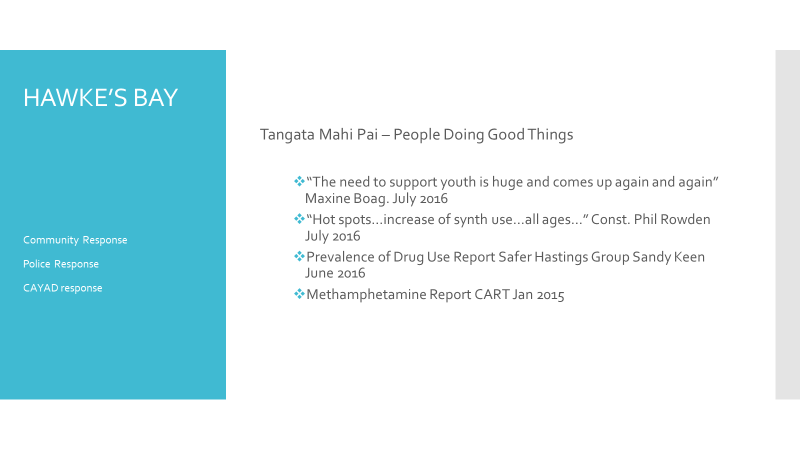 HAWKE'S BAY
Community Response
Police Response
CAYAD response
Tangata Mahi Pai – People Doing Good Things
❖“The need to support youth is huge and comes up again and again”
Maxine Boag. July 2016
❖“Hot spots…increase of synth use…all ages…” Const. Phil Rowden
July 2016
❖Prevalence of Drug Use Report Safer Hastings Group Sandy Keen
June 2016
❖Methamphetamine Report CART Jan 2015